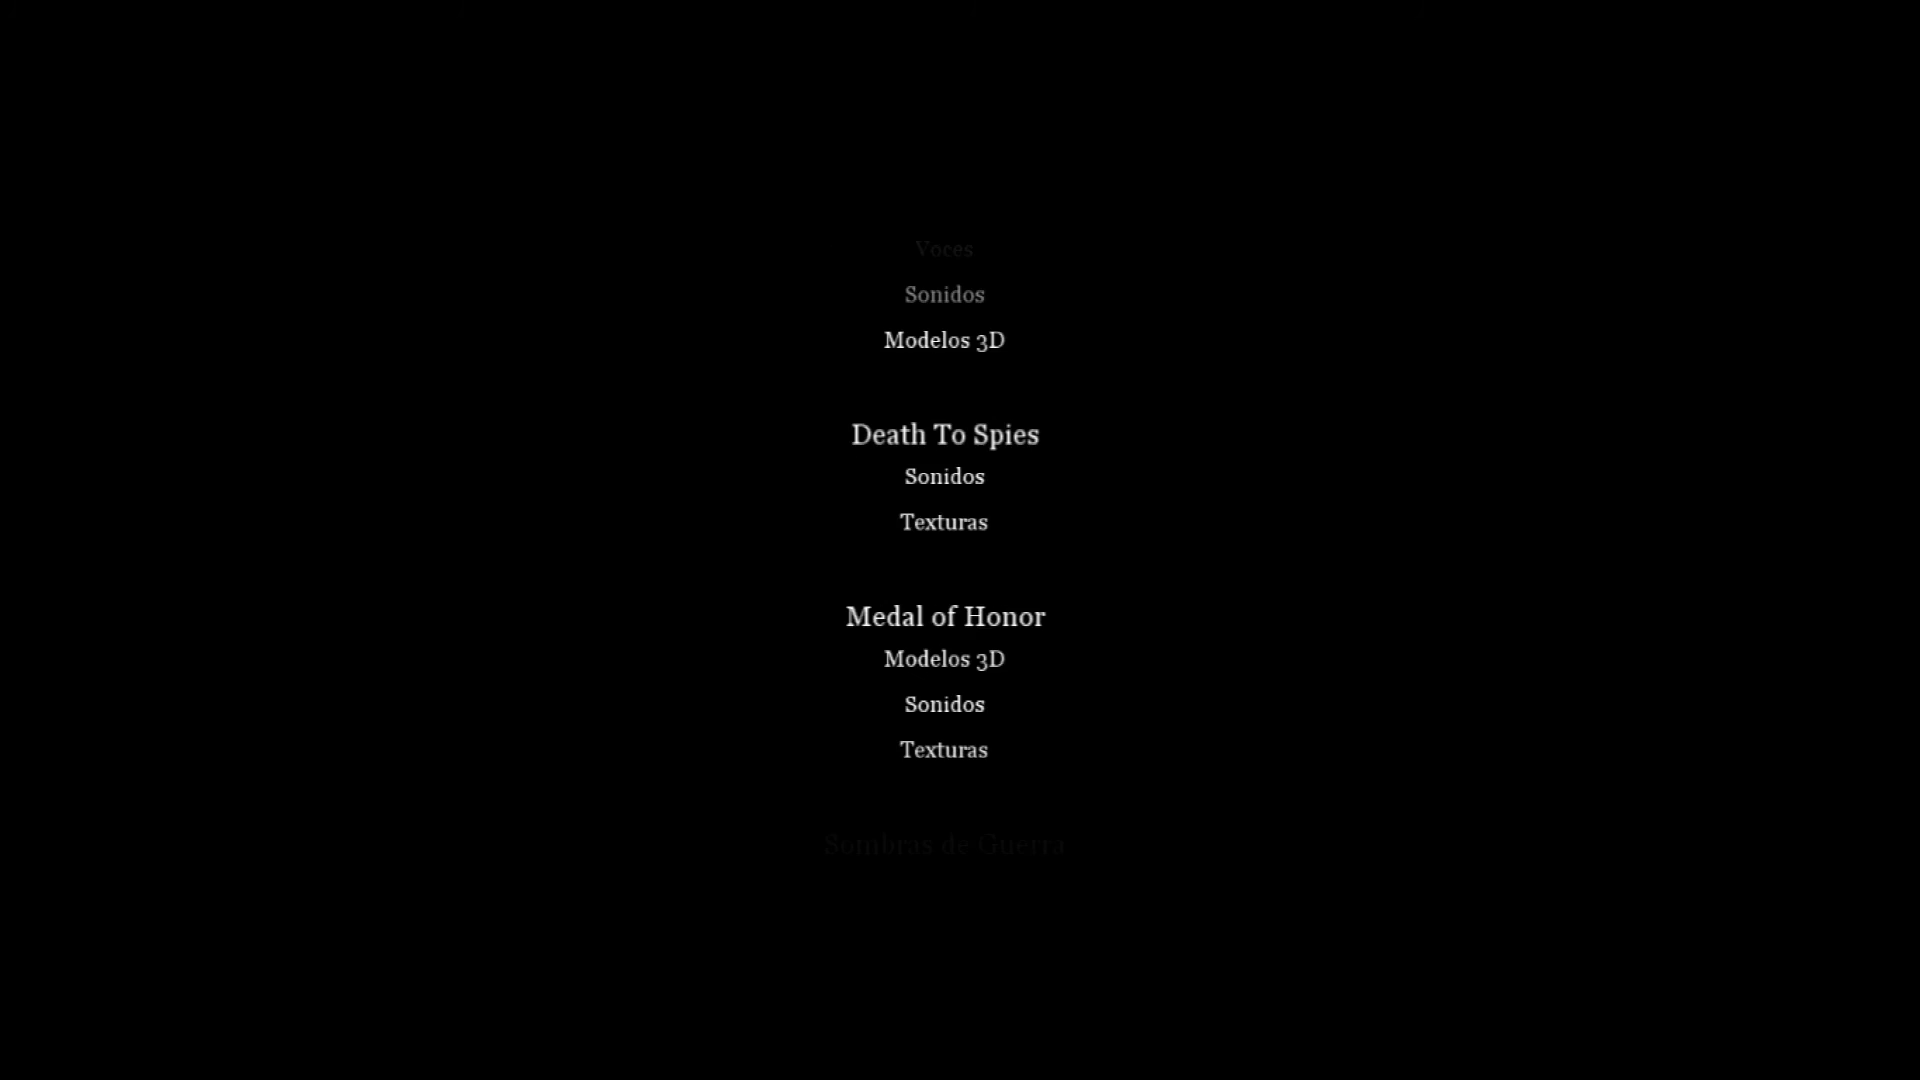 Voces
Sonidos
Modelos 3D
Death To Spies
Sonidos
Texturas
Medal of Honor
Modelos 3D
Sonidos
Texturas
Sombras de Guerra